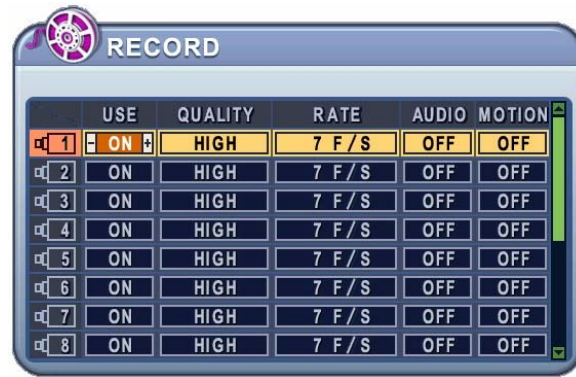 RECORD
USE QUALITY RATE AUDIO MOTION
1 - ON + HIGH 7 F/S OFF OFF
2 ON HIGH 7 F/S OFF OFF
3 ON HIGH 7 F/S OFF OFF
4 ON HIGH 7 F/S OFF OFF
5 ON HIGH 7 F/S OFF OFF
6 ON HIGH 7 F/S OFF OFF
7 ON HIGH 7 F/S OFF OFF
8 ON HIGH 7 F/S OFF OFF